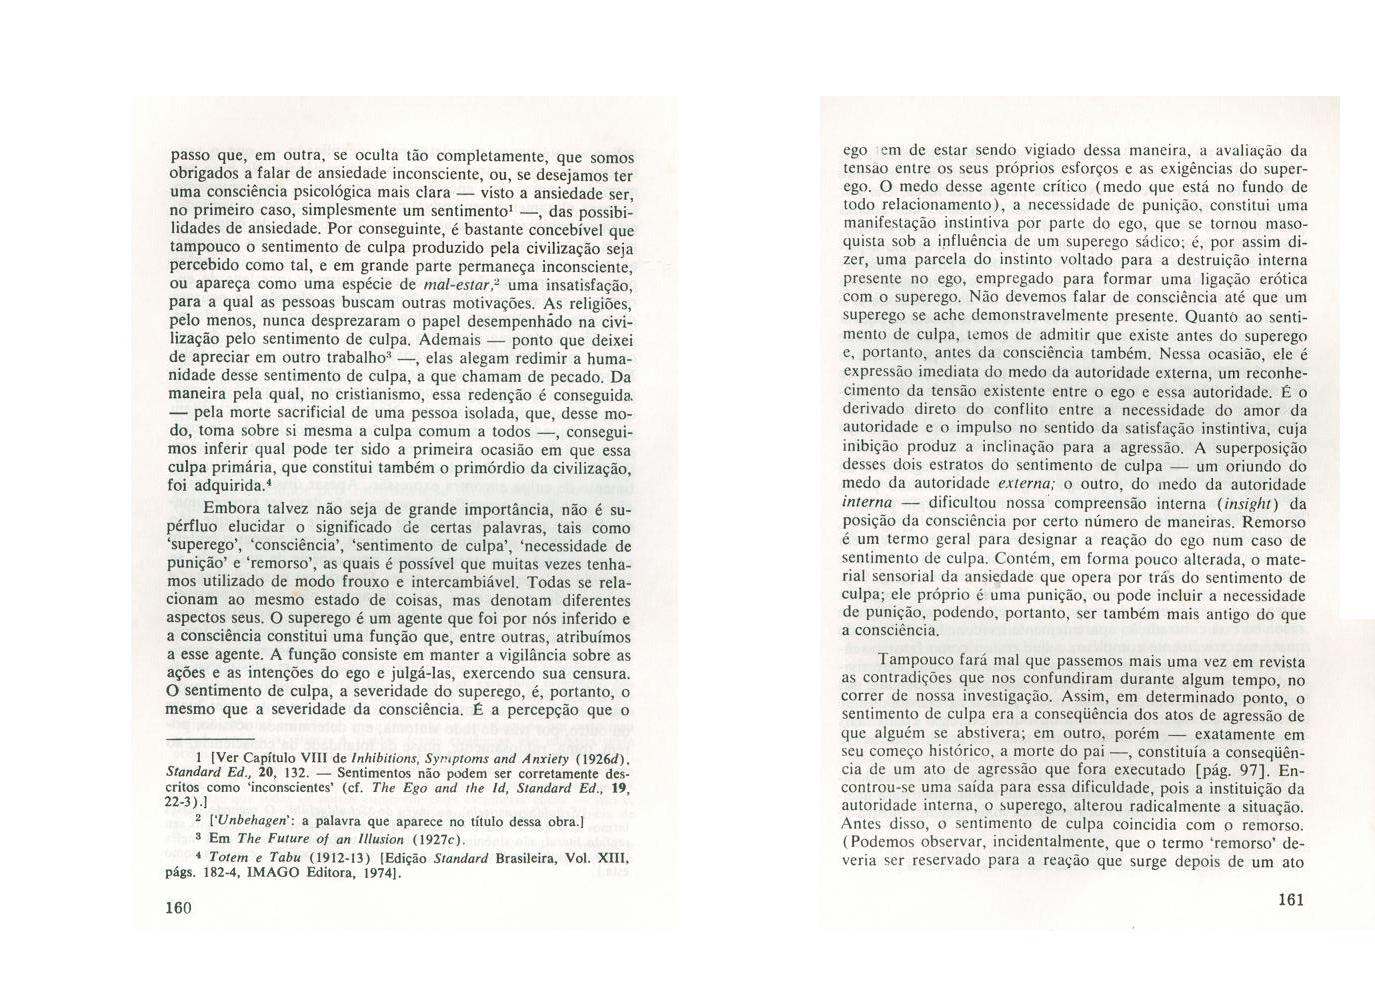 passo que, em outra, se oculta tão completamente, que somos
obrigados a falar de ansiedade inconsciente, ou, se desejamos ter
uma consciência psicológica mais clara — visto a ansiedade ser,
no primeiro caso, simplesmente um sentimento¹ —, das possibi-
lidades de ansiedade. Por conseguinte, é bastante concebível que
tampouco o sentimento de culpa produzido pela civilização seja
percebido como tal, e em grande parte permaneça inconsciente,
ou apareça como uma espécie de mal-estar,² uma insatisfação,
para a qual as pessoas buscam outras motivações. As religiões,
pelo menos, nunca desprezaram o papel desempenhado na civi-
lização pelo sentimento de culpa. Ademais — ponto que deixei
de apreciar em outro trabalho³ —, elas alegam redimir a huma-
nidade desse sentimento de culpa, a que chamam de pecado. Da
maneira pela qual, no cristianismo, essa redenção é conseguida.
— pela morte sacrificial de uma pessoa isolada, que, desse mo-
do, toma sobre si mesma a culpa comum a todos —, consegui-
mos inferir qual pode ter sido a primeira ocasião em que essa
culpa primária, que constitui também o primórdio da civilização,
foi adquirida.⁴
Embora talvez não seja de grande importância, não é su-
pérfluo elucidar o significado de certas palavras, tais como
‘superego’, ‘consciência’, ‘sentimento de culpa’, ‘necessidade de
punição’ e ‘remorso’, as quais é possível que muitas vezes tenha-
mos utilizado de modo frouxo e intercambiável. Todas se rela-
cionam ao mesmo estado de coisas, mas denotam diferentes
aspectos seus. O superego é um agente que foi por nós inferido e
a consciência constitui uma função que, entre outras, atribuímos
a esse agente. A função consiste em manter a vigilância sobre as
ações e as intenções do ego e julgá-las, exercendo sua censura.
O sentimento de culpa, a severidade do superego, é, portanto, o
mesmo que a severidade da consciência. É a percepção que o
1 [Ver Capítulo VIII de Inhibitions, Symptoms and Anxiety (1926d),
Standard Ed., 20, 132. — Sentimentos não podem ser corretamente des-
critos como ‘inconscientes’ (cf. The Ego and the Id, Standard Ed., 19,
22-3).]
2 [‘Unbehagen’: a palavra que aparece no título dessa obra.]
3 Em The Future of an Illusion (1927c).
4 Totem e Tabu (1912-13) [Edição Standard Brasileira, Vol. XIII,
págs. 182-4, IMAGO Editora, 1974].
160
ego em de estar sendo vigiado dessa maneira, a avaliação da
tensão entre os seus próprios esforços e as exigências do super-
ego. O medo desse agente crítico (medo que está no fundo de
todo relacionamento), a necessidade de punição, constitui uma
manifestação instintiva por parte do ego, que se tornou maso-
quista sob a influência de um superego sádico; é, por assim di-
zer, uma parcela do instinto voltado para a destruição interna
presente no ego, empregado para formar uma ligação erótica
com o superego. Não devemos falar de consciência até que um
superego se ache demonstravelmente presente. Quanto ao senti-
mento de culpa, temos de admitir que existe antes do superego
e, portanto, antes da consciência também. Nessa ocasião, ele é
expressão imediata do medo da autoridade externa, um reconhe-
cimento da tensão existente entre o ego e essa autoridade. É o
derivado direto do conflito entre a necessidade do amor da
autoridade e o impulso no sentido da satisfação instintiva, cuja
inibição produz a inclinação para a agressão. A superposição
desses dois estratos do sentimento de culpa — um oriundo do
medo da autoridade externa; o outro, do medo da autoridade
interna — dificultou nossa compreensão interna (insight) da
posição da consciência por certo número de maneiras. Remorso
é um termo geral para designar a reação do ego num caso de
sentimento de culpa. Contém, em forma pouco alterada, o mate-
rial sensorial da ansiedade que opera por trás do sentimento de
culpa; ele próprio é uma punição, ou pode incluir a necessidade
de punição, podendo, portanto, ser também mais antigo do que
a consciência.
Tampouco fará mal que passemos mais uma vez em revista
as contradições que nos confundiram durante algum tempo, no
correr de nossa investigação. Assim, em determinado ponto, o
sentimento de culpa era a conseqüência dos atos de agressão de
que alguém se abstivera; em outro, porém — exatamente em
seu começo histórico, a morte do pai —, constituía a conseqüên-
cia de um ato de agressão que fora executado [pág. 97]. En-
controu-se uma saída para essa dificuldade, pois a instituição da
autoridade interna, o superego, alterou radicalmente a situação.
Antes disso, o sentimento de culpa coincidia com o remorso.
(Podemos observar, incidentalmente, que o termo ‘remorso’ de-
veria ser reservado para a reação que surge depois de um ato
161